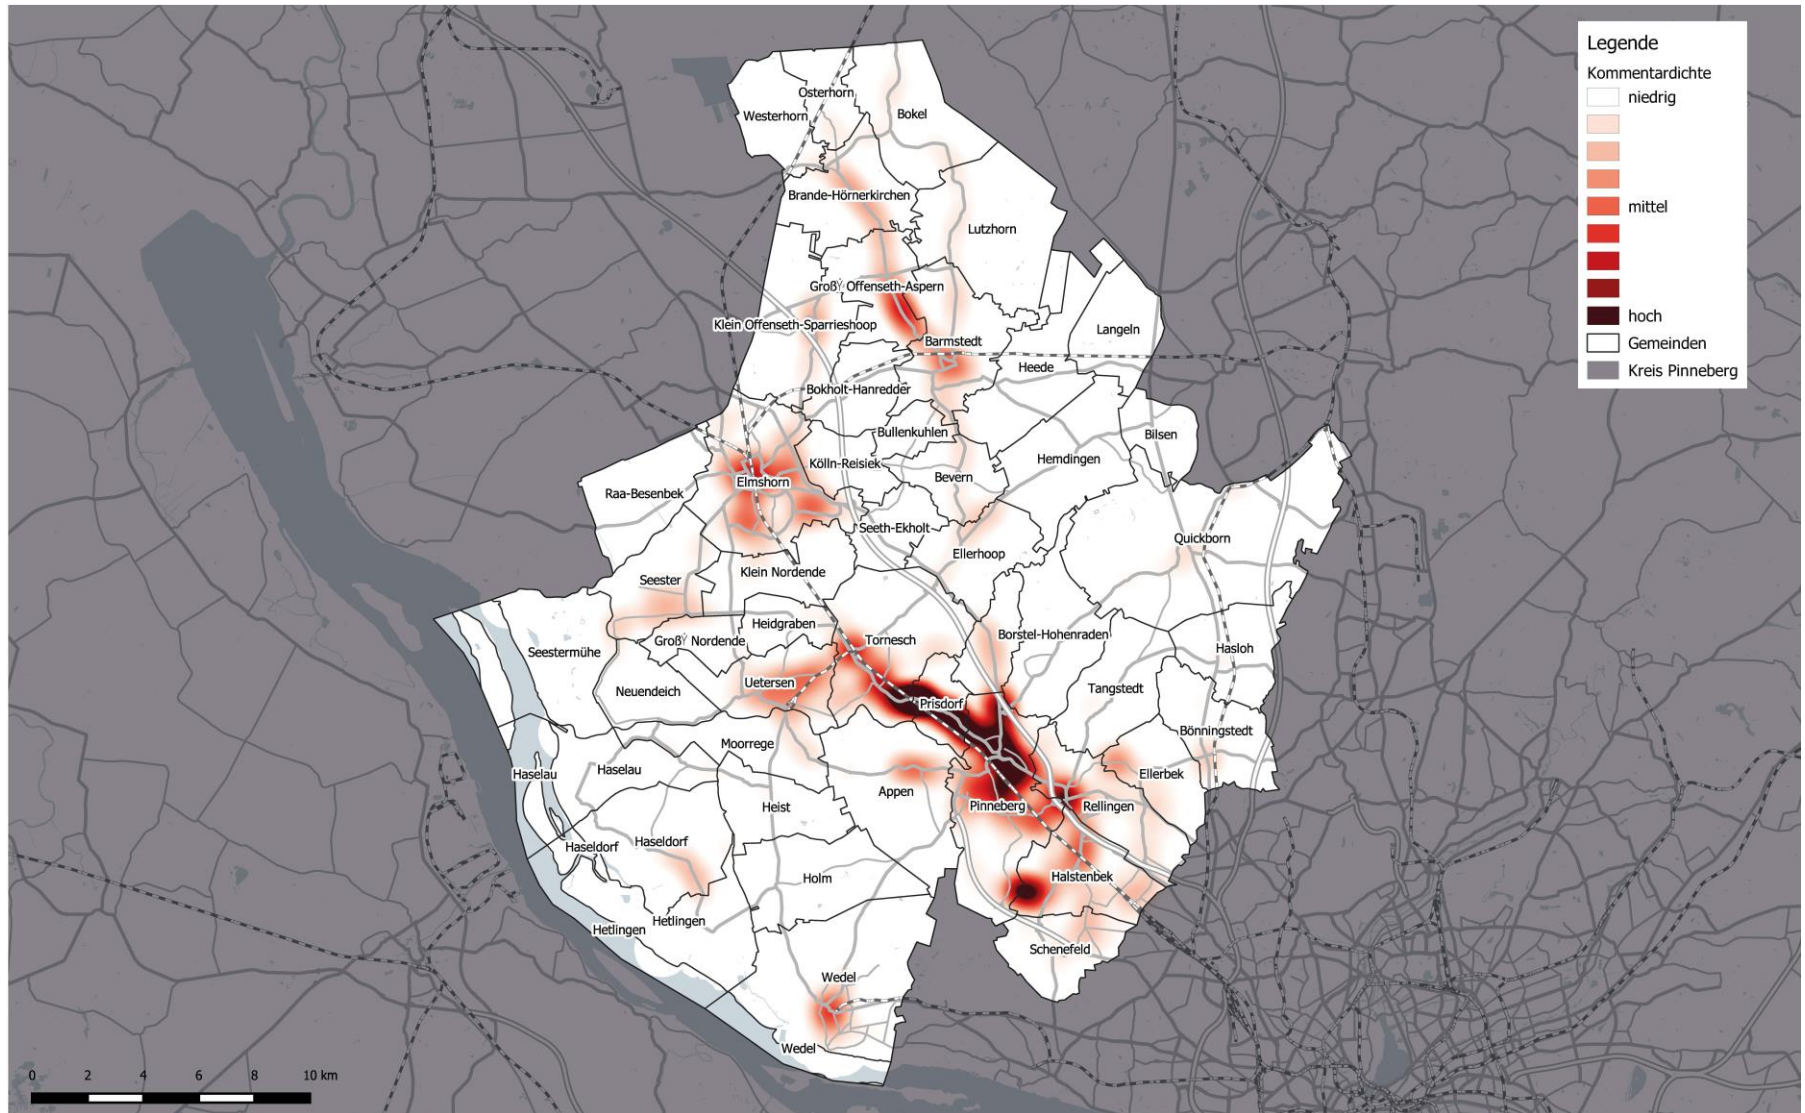 Legende
Kommentardichte
niedrig
mittel
hoch
Gemeinden
Kreis Pinneberg
Osterhorn
Westerhorn
Bokel
Brande-Hörnerkirchen
Lutzhorn
Groß Offenseth-Aspern
Klein Offenseth-Sparrieshoop
Langeln
Barmstedt
Heede
Bokholt-Hanredder
Bullenkuhlen
Bilsen
Kölln-Reisiek
Hemdingen
Bevern
Elmshorn
Raa-Besenbek
Seeth-Ekholt
Quickborn
Ellerhoop
Klein Nordende
Seester
Heidgraben
Borstel-Hohenraden
Groß Nordende
Tornesch
Hasloh
Seestermühe
Uetersen
Neuendeich
Tangstedt
Prisdorf
Bönningstedt
Moorrege
Haselau
Haselau
Ellerbek
Appen
Heist
Pinneberg
Rellingen
Haseldorf
Haseldorf
Holm
Halstenbek
Hetlingen
Hetlingen
Schenefeld
Wedel
Wedel
0 2 4 6 8 10 km